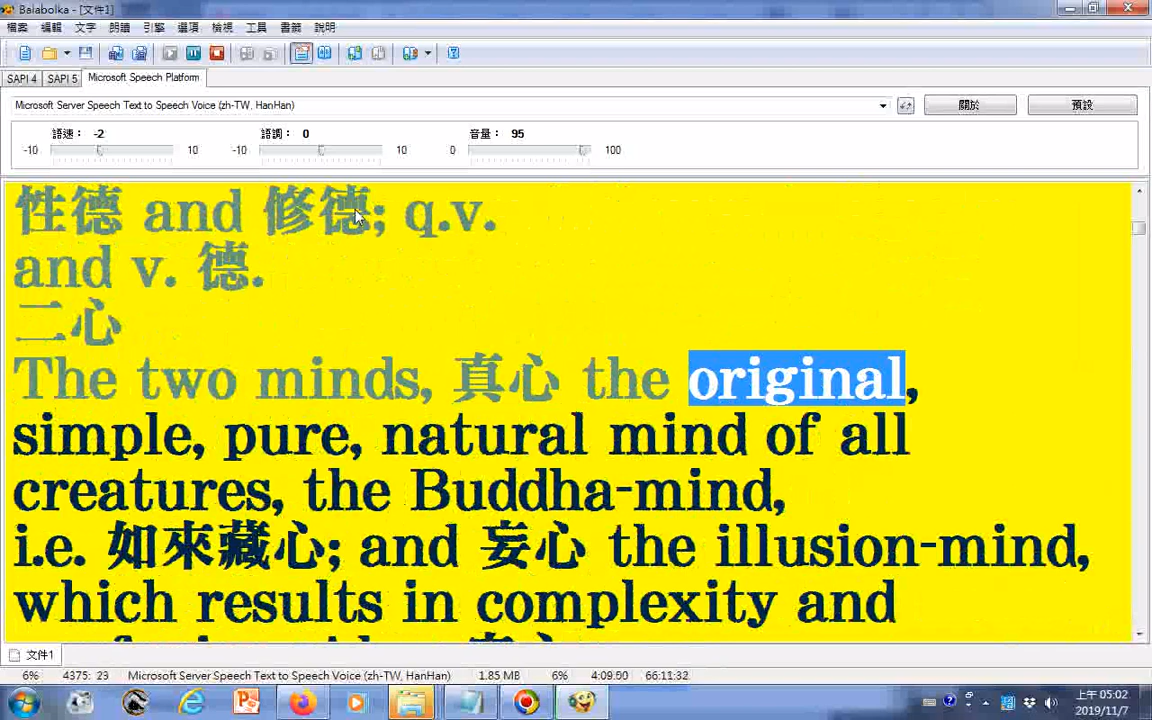 Balabolka - [文件1]
檔案 編輯 文字 朗讀 引擎 選項 檢視 工具 書籤 說明
SAPI 4 SAPI 5 Microsoft Speech Platform
Microsoft Server Speech Text to Speech Voice (zh-TW, HanHan) 關於 預設
語速： -2 語調： 0 音量： 95
-10 10 -10 10 0 100
性德 and 修德; q.v.
and v. 德.
二心
The two minds, 真心 the original,
simple, pure, natural mind of all
creatures, the Buddha-mind,
i.e. 如來藏心; and 妄心 the illusion-mind,
which results in complexity and
文件1
6% 4375: 23 Microsoft Server Speech Text to Speech Voice (zh-TW, HanHan) 1.85 MB 6% 4:09:50 66:11:32
上午 05:02
2019/11/7